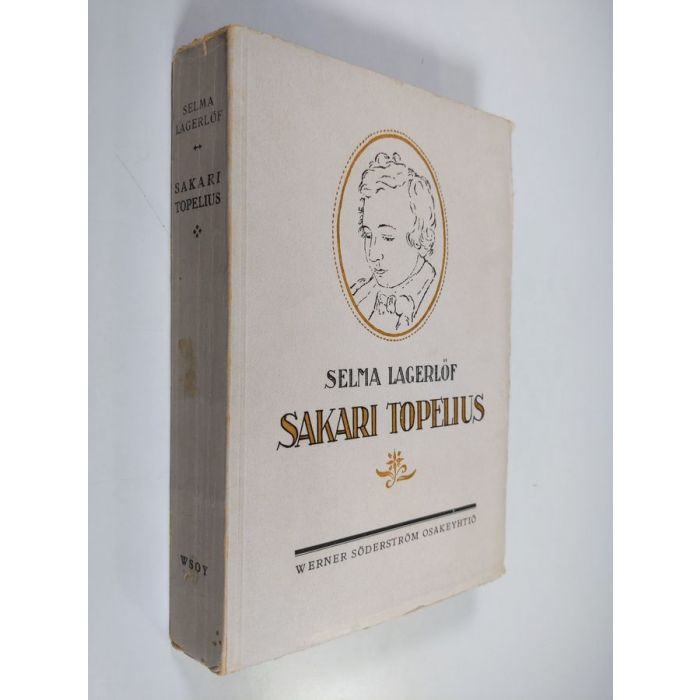 SELMA
LAGERLÖF
SAKARI
TOPELIUS
WSOY
SELMA LAGERLÖF
SAKARI TOPELIUS
WERNER SÖDERSTRÖM OSAKEYHTIÖ